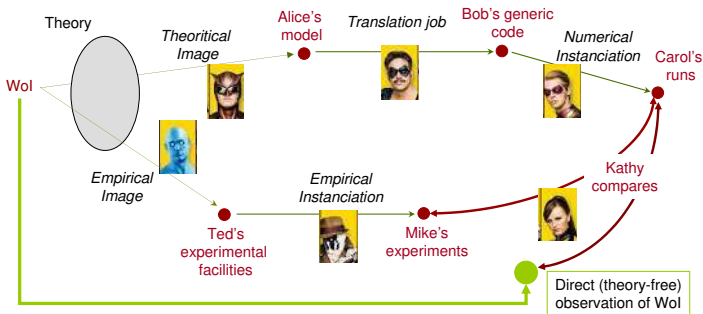 Theory
Theoritical
Image
Alice's
model
Translation job
Bob's generic
code
Numerical
Instanciation
Carol's
runs
WoI
Kathy
compares
Empirical
Image
Empirical
Instanciation
Ted's
experimental
facilities
Mike's
experiments
Direct (theory-free)
observation of WoI